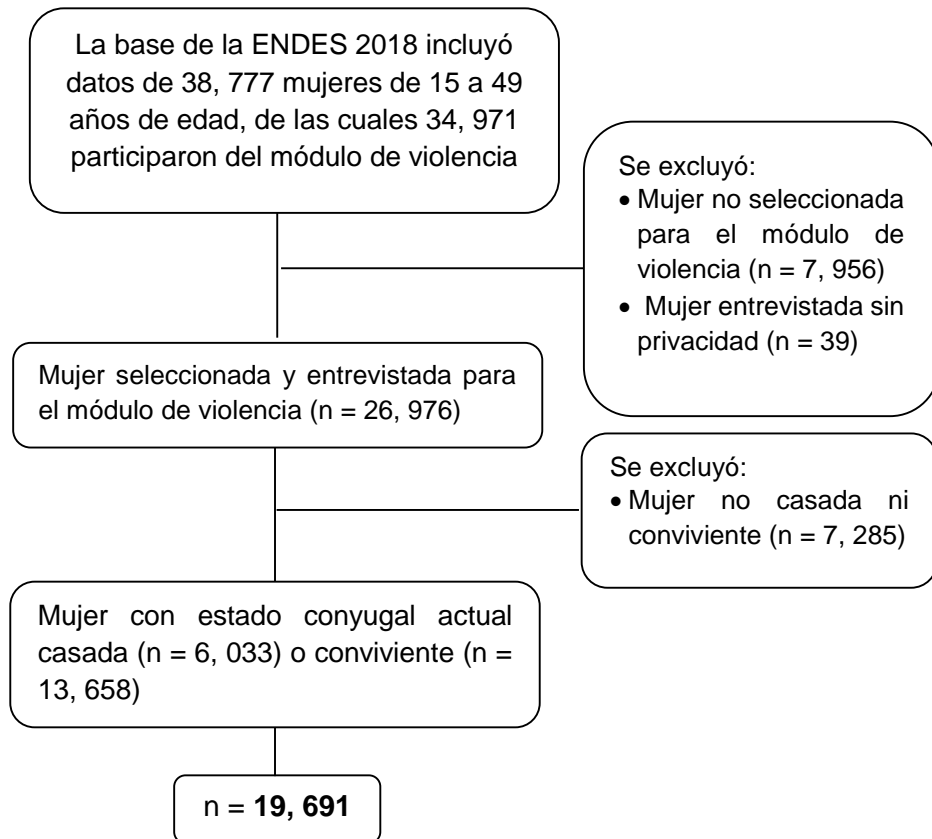 La base de la ENDES 2018 incluyó
datos de 38, 777 mujeres de 15 a 49
años de edad, de las cuales 34, 971
participaron del módulo de violencia
Se excluyó:
• Mujer no seleccionada
para el módulo de
violencia (n = 7, 956)
• Mujer entrevistada sin
privacidad (n = 39)
Mujer seleccionada y entrevistada para
el módulo de violencia (n = 26, 976)
Se excluyó:
• Mujer no casada ni
conviviente (n = 7, 285)
Mujer con estado conyugal actual
casada (n = 6, 033) o conviviente (n =
13, 658)
n = 19, 691